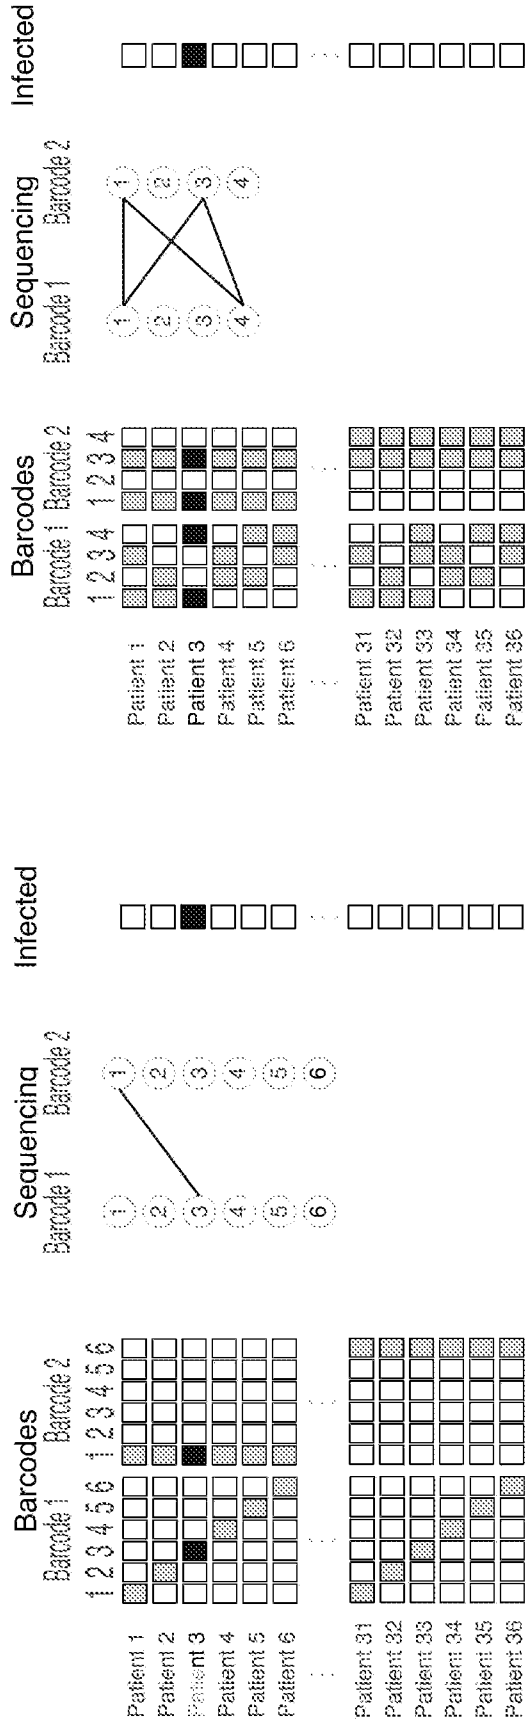 Barcodes
Barcode 1 Barcode 2
1 2 3 4 5 6 1 2 3 4 5 6
Patient 1
Patient 2
Patient 3
Patient 4
Patient 5
Patient 6
Patient 31
Patient 32
Patient 33
Patient 34
Patient 35
Patient 36
Sequencing
Barcode 1 Barcode 2
1 1
2 2
3 3
4 4
5 5
6 6
Infected
Barcodes
Barcode 1 Barcode 2
1 2 3 4 1 2 3 4
Patient 1
Patient 2
Patient 3
Patient 4
Patient 5
Patient 6
Patient 31
Patient 32
Patient 33
Patient 34
Patient 35
Patient 36
Sequencing
Barcode 1 Barcode 2
1 1
2 2
3 3
4 4
Infected